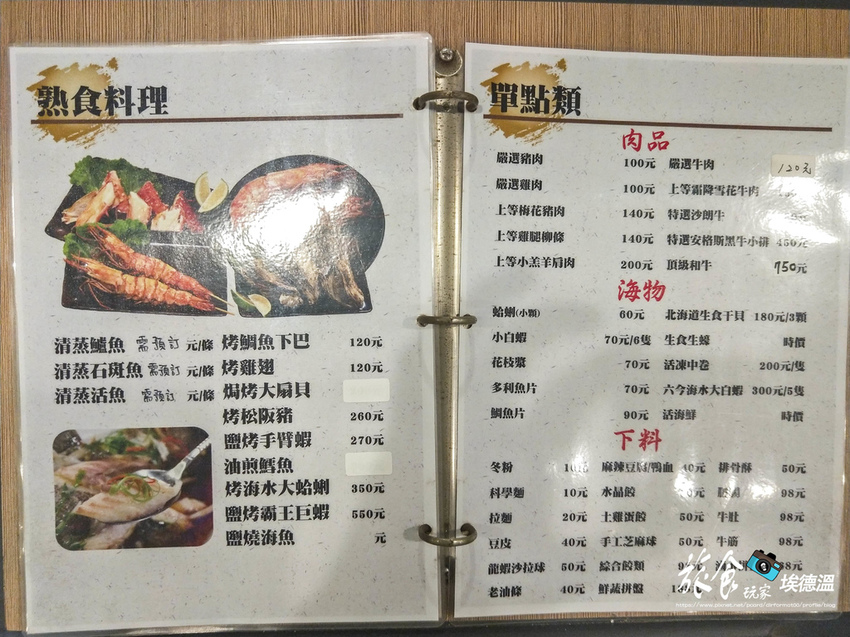 熟食料理
清蒸鱸魚 需預訂 元/條
清蒸石斑魚 需預訂 元/條
清蒸活魚 需預訂 元/條
烤鯛魚下巴 120元
烤雞翅 120元
焗烤大扇貝
烤松阪豬 260元
鹽烤手臂蝦 270元
油煎鱈魚
烤海水大蛤蜊 350元
鹽烤霸王巨蝦 550元
鹽燒海魚 元
單點類
肉品
嚴選豬肉 100元 嚴選牛肉 120元
嚴選雞肉 100元 上等霜降雪花牛肉
上等梅花豬肉 140元 特選沙朗牛
上等雞腿柳條 140元 特選安格斯黑牛小排 450元
上等小羔羊肩肉 200元 頂級和牛 750元
海物
蛤蜊(小顆) 60元 北海道生食干貝 180元/3顆
小白蝦 70元/6隻 生食生蠔 時價
花枝漿 70元 活凍中卷 200元/隻
多利魚片 70元 六今海水大白蝦 300元/5隻
鯛魚片 90元 活海鮮 時價
下料
冬粉 10元 麻辣豆腐/鴨血 40元 排骨酥 50元
科學麵 10元 水晶餃 98元
拉麵 20元 土雞蛋餃 50元 牛肚 98元
豆皮 40元 手工芝麻球 50元 牛筋 98元
龍蝦沙拉球 50元 綜合餃類
老油條 40元 鮮蔬拼盤
旅食玩家 埃德溫